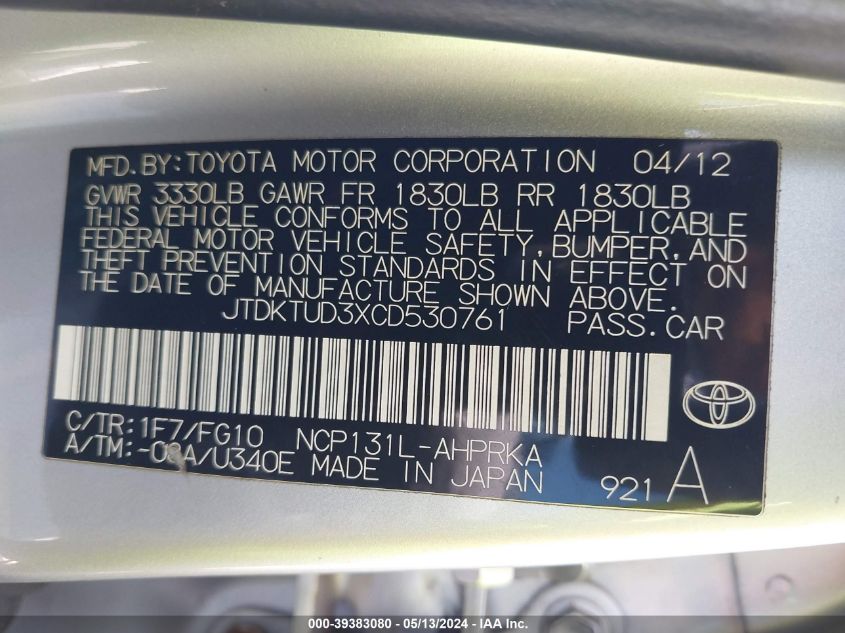 MFD.BY:TOYOTA MOTOR CORPORATION 04/12
GVWR 3330LB GAWR FR 1830LB RR 1830LB
THIS VEHICLE CONFORMS TO ALL APPLICABLE
FEDERAL MOTOR VEHICLE SAFETY,BUMPER,AND
THEFT PREVENTION STANDARDS IN EFFECT ON
THE DATE OF MANUFACTURE SHOWN ABOVE.
JTDKTUD3XCD530761 PASS.CAR
C/TR:1F7/FG10 NCP131L-AHPRKA
A/TM:-02A/U340E MADE IN JAPAN 921 A
000-39383080 - 05/13/2024 - IAA Inc.